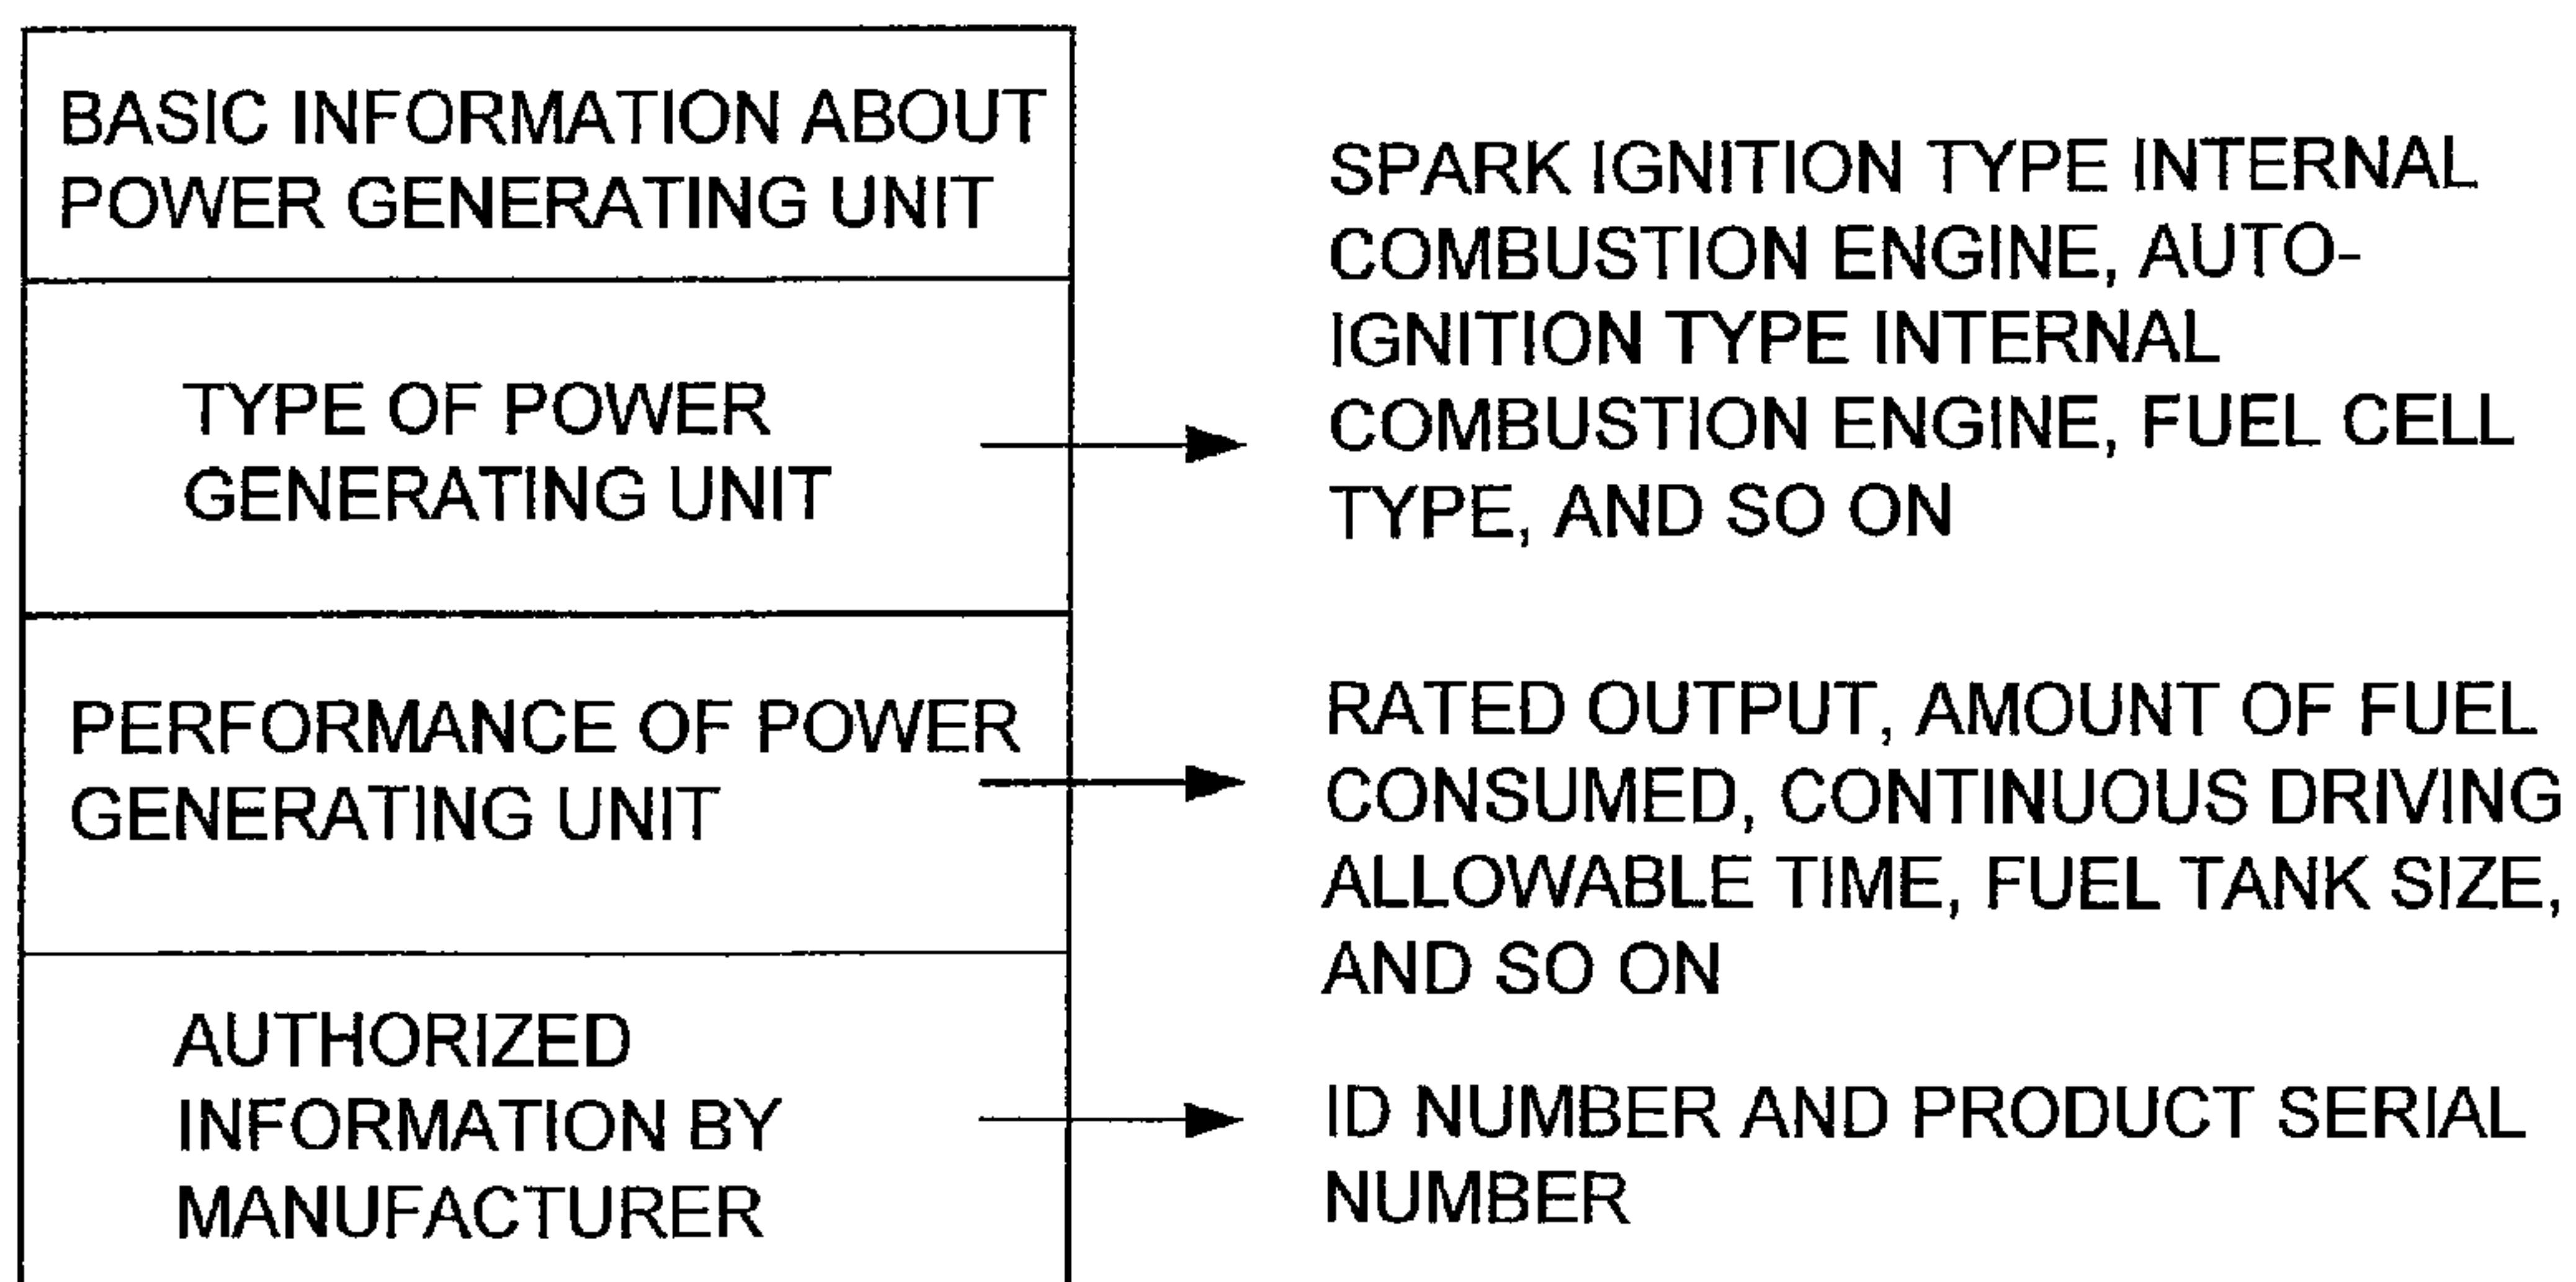 BASIC INFORMATION ABOUT
POWER GENERATING UNIT
TYPE OF POWER
GENERATING UNIT
SPARK IGNITION TYPE INTERNAL
COMBUSTION ENGINE, AUTO-
IGNITION TYPE INTERNAL
COMBUSTION ENGINE, FUEL CELL
TYPE, AND SO ON
PERFORMANCE OF POWER
GENERATING UNIT
RATED OUTPUT, AMOUNT OF FUEL
CONSUMED, CONTINUOUS DRIVING
ALLOWABLE TIME, FUEL TANK SIZE,
AND SO ON
AUTHORIZED
INFORMATION BY
MANUFACTURER
ID NUMBER AND PRODUCT SERIAL
NUMBER